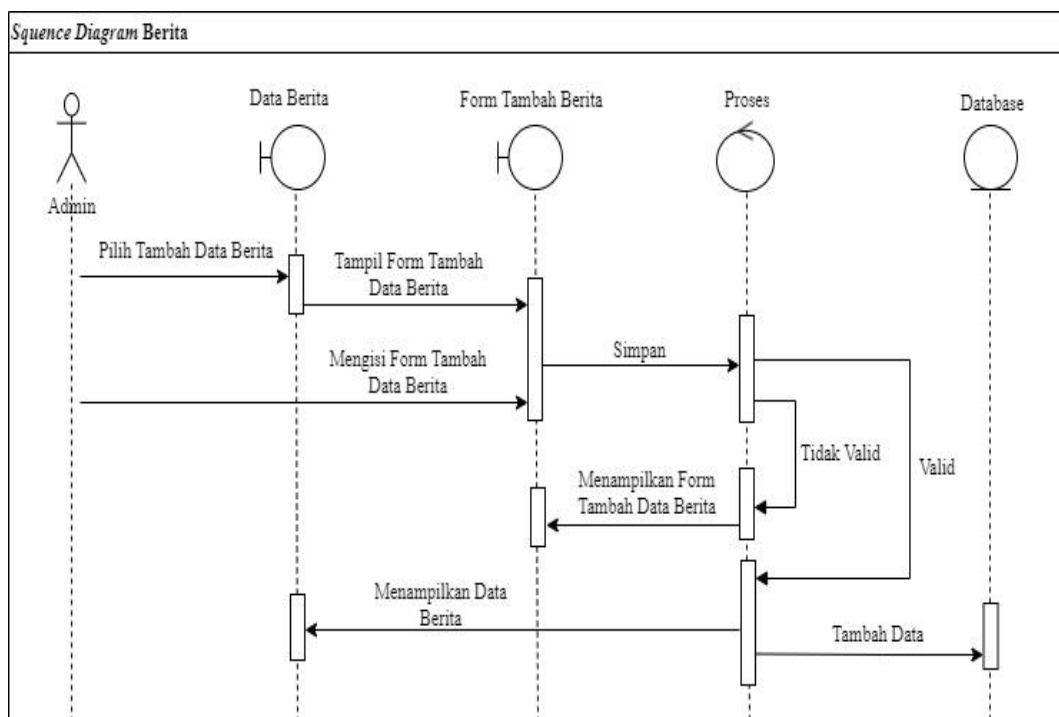 Squence Diagram Berita
Data Berita
Form Tambah Berita
Proses
Database
Admin
Pilih Tambah Data Berita
Tampil Form Tambah
Data Berita
Mengisi Form Tambah
Data Berita
Simpan
Tidak Valid
Valid
Menampilkan Form
Tambah Data Berita
Menampilkan Data
Berita
Tambah Data